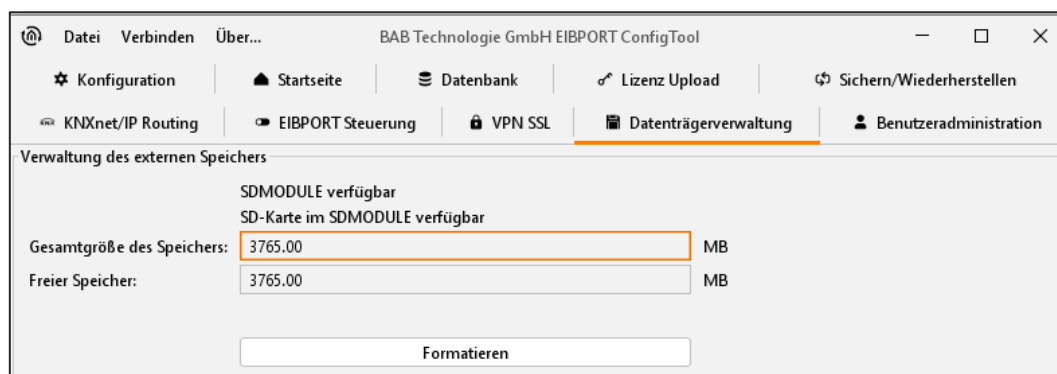 Datei Verbinden Über... BAB Technologie GmbH EIBPORT ConfigTool
Konfiguration Startseite Datenbank Lizenz Upload Sichern/Wiederherstellen
KNX KNXnet/IP Routing EIBPORT Steuerung VPN SSL Datenträgerverwaltung Benutzeradministration
Verwaltung des externen Speichers
SDMODULE verfügbar
SD-Karte im SDMODULE verfügbar
Gesamtgröße des Speichers: 3765.00 MB
Freier Speicher: 3765.00 MB
Formatieren